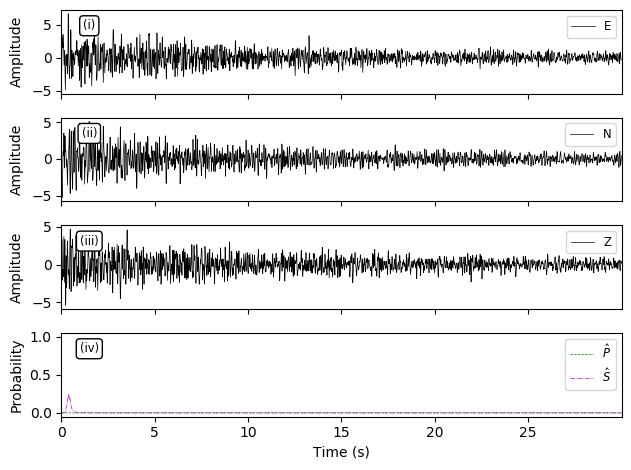 5
0
−5
Amplitude
(i)
E
5
0
−5
Amplitude
(ii)
N
5
0
−5
Amplitude
(iii)
Z
1.0
0.5
0.0
Probability
(iv)
P̂
Ŝ
0 5 10 15 20 25
Time (s)